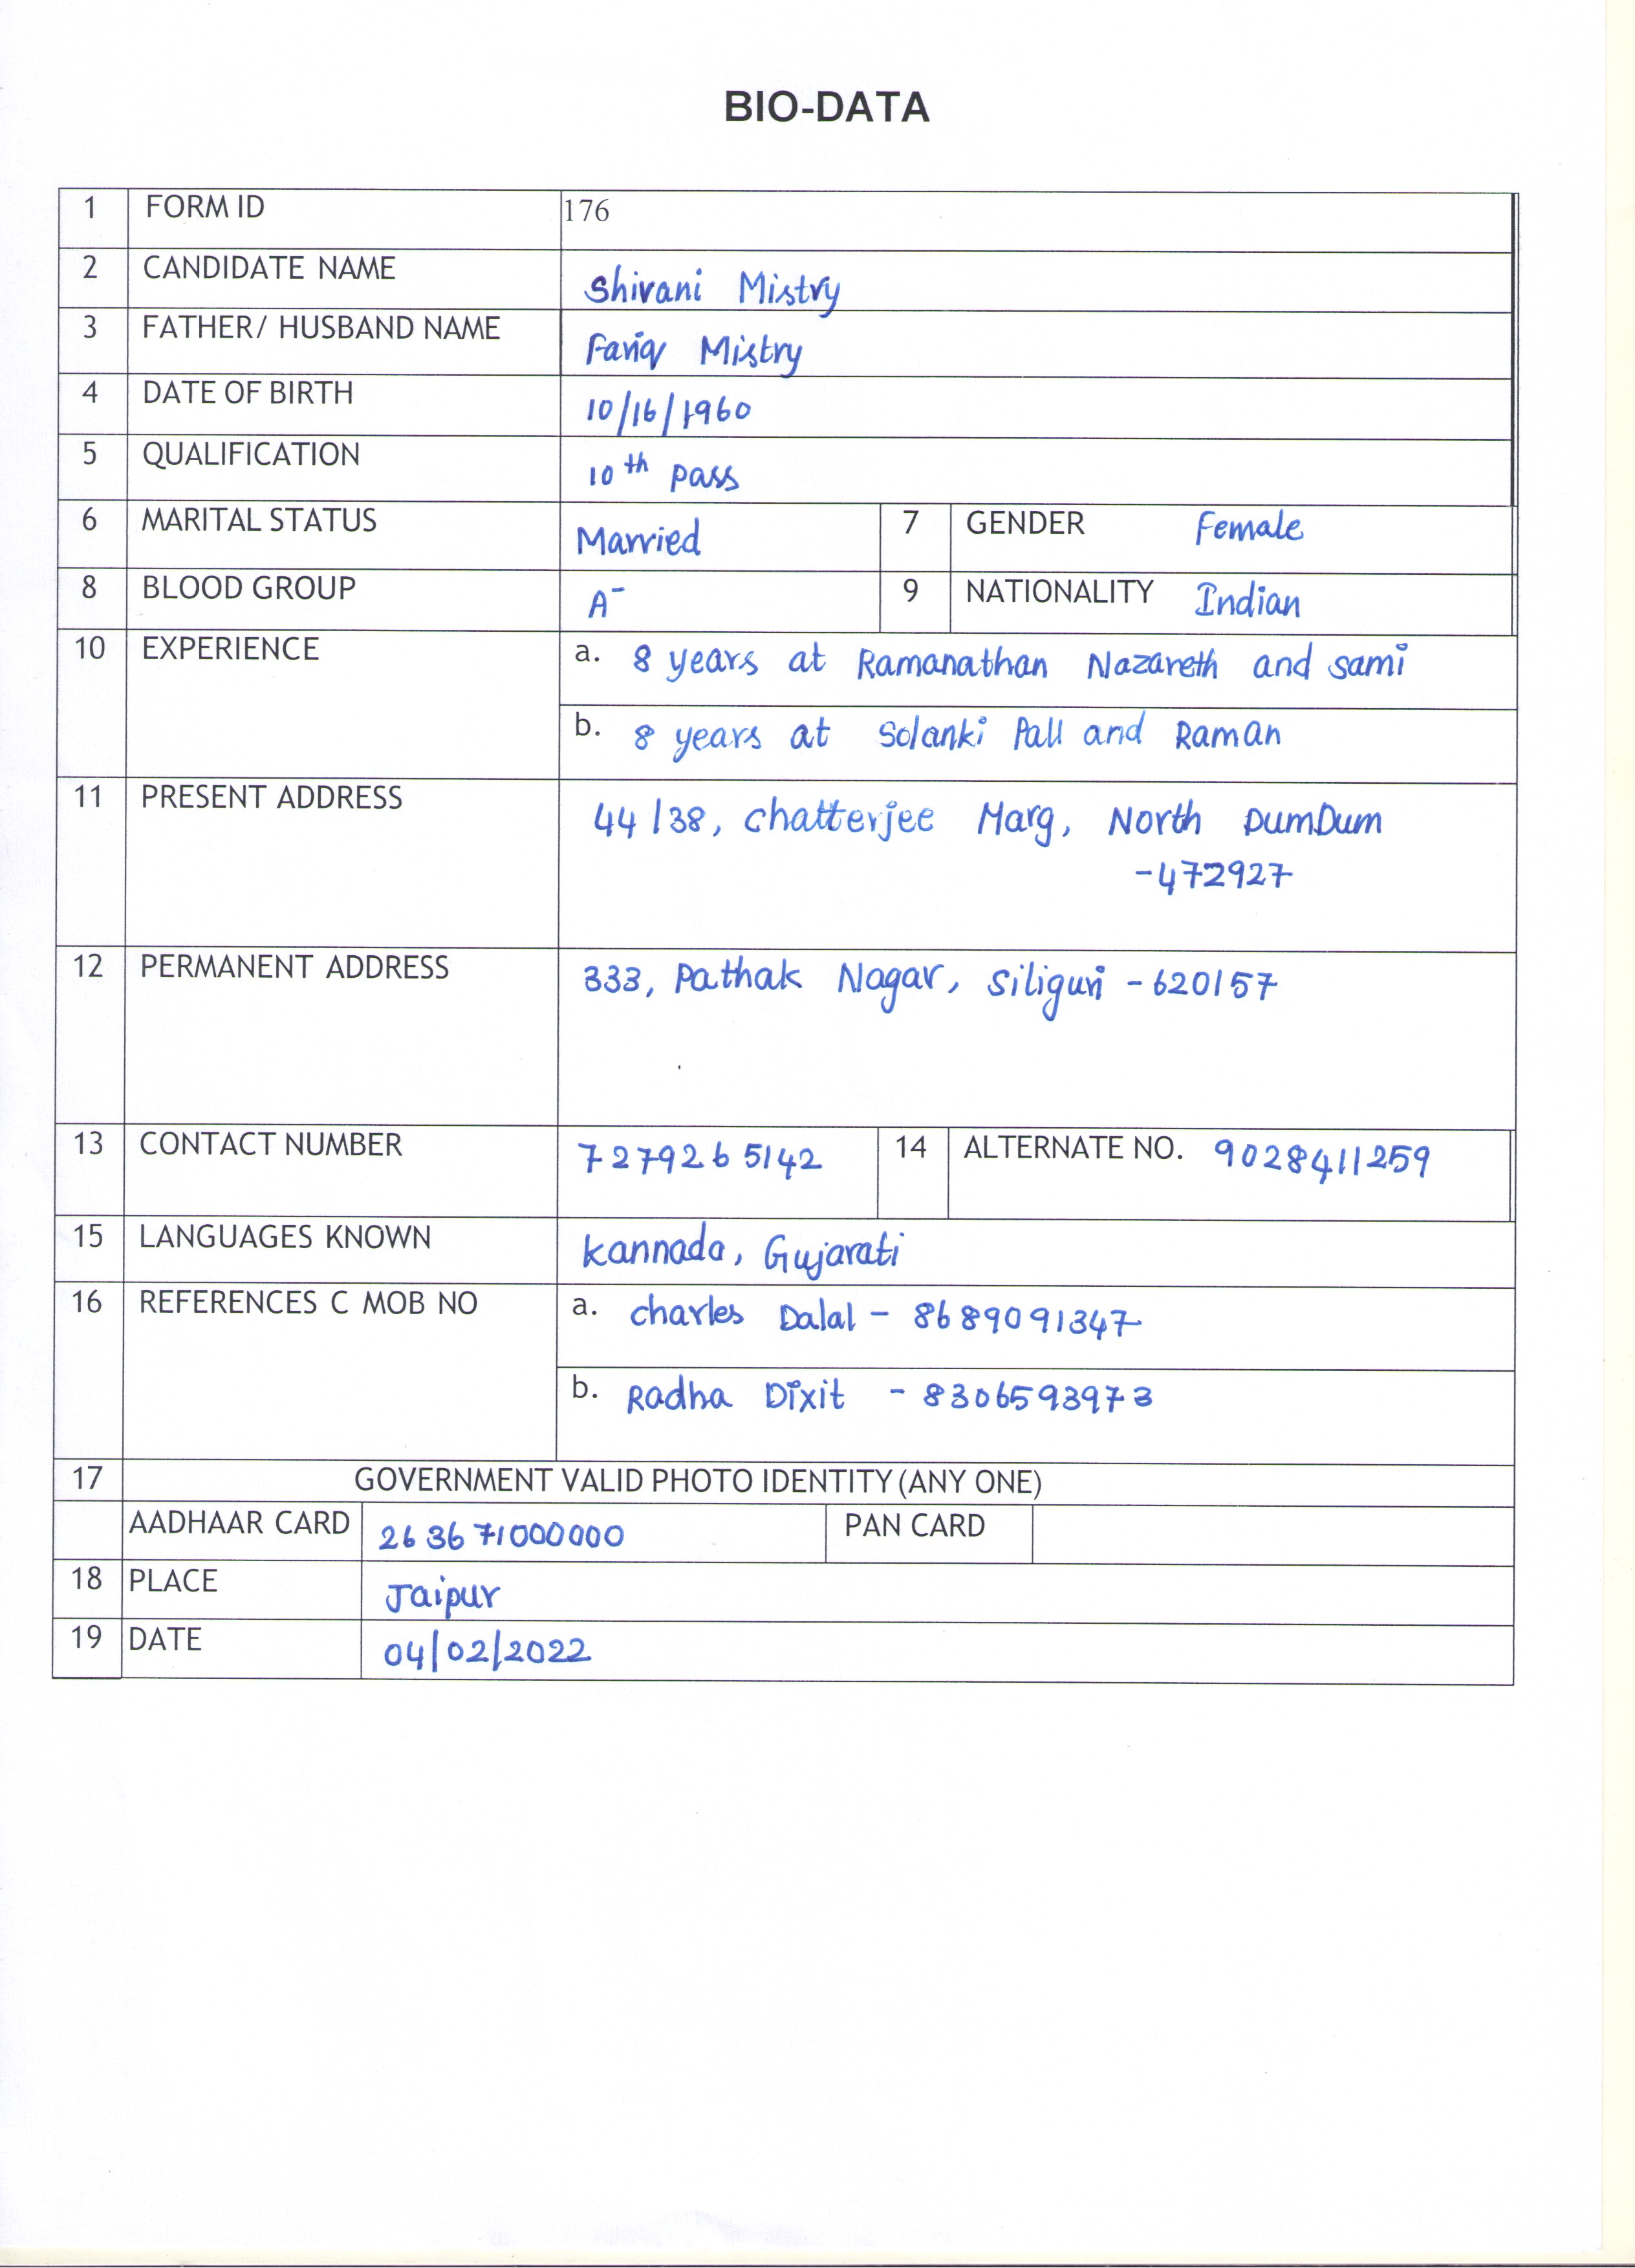 BIO-DATA
1 FORM ID 176
2 CANDIDATE NAME Shivani Mistry
3 FATHER/ HUSBAND NAME Fariq Mistry
4 DATE OF BIRTH 10/16/1960
5 QUALIFICATION 10th pass
6 MARITAL STATUS Married 7 GENDER Female
8 BLOOD GROUP A- 9 NATIONALITY Indian
10 EXPERIENCE a. 8 years at Ramanathan Nazareth and sami
b. 8 years at Solanki Pall and Raman
11 PRESENT ADDRESS 44/38, chatterjee Marg, North DumDum
-472927
12 PERMANENT ADDRESS 333, Pathak Nagar, Siliguri - 620157
13 CONTACT NUMBER 7279265142 14 ALTERNATE NO. 9028411259
15 LANGUAGES KNOWN kannada, Gujarati
16 REFERENCES C MOB NO a. charles Dalal - 8689091347
b. Radha Dixit - 8306593973
17 GOVERNMENT VALID PHOTO IDENTITY (ANY ONE)
AADHAAR CARD 263671000000 PAN CARD
18 PLACE Jaipur
19 DATE 04/02/2022